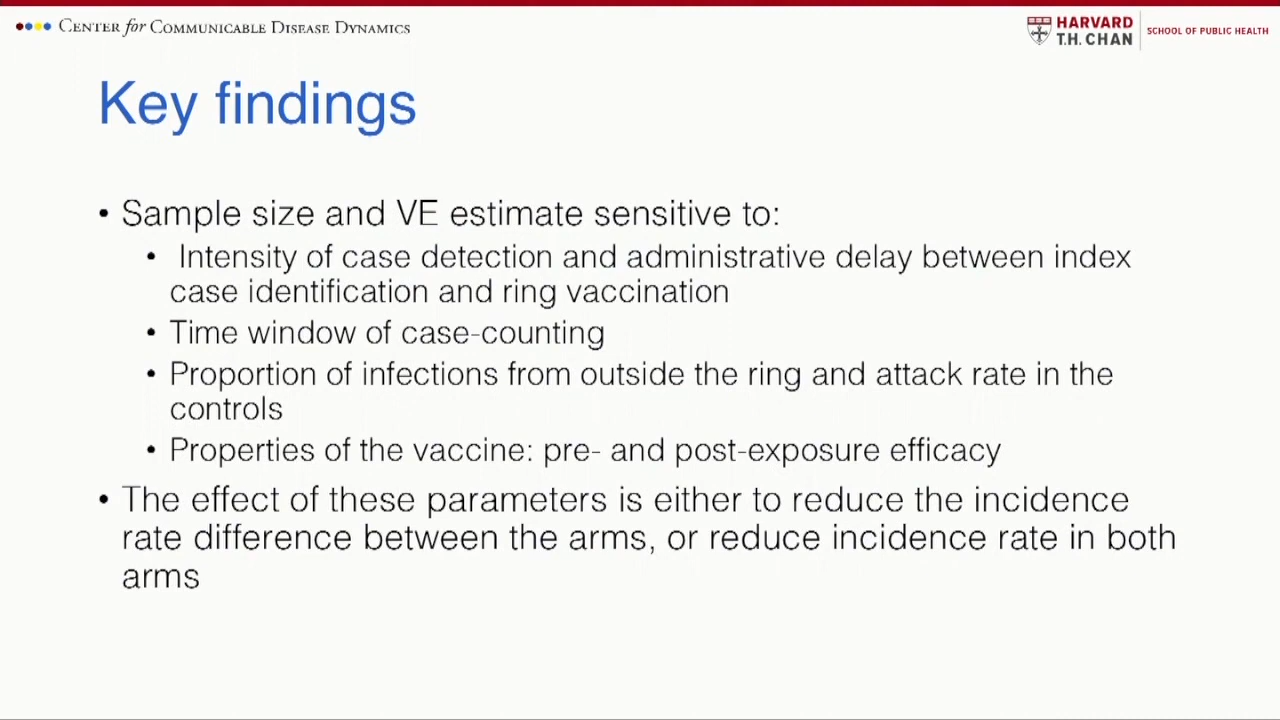 CENTER for COMMUNICABLE DISEASE DYNAMICS
HARVARD
T.H. CHAN
SCHOOL OF PUBLIC HEALTH
Key findings
• Sample size and VE estimate sensitive to:
• Intensity of case detection and administrative delay between index
case identification and ring vaccination
• Time window of case-counting
• Proportion of infections from outside the ring and attack rate in the
controls
• Properties of the vaccine: pre- and post-exposure efficacy
• The effect of these parameters is either to reduce the incidence
rate difference between the arms, or reduce incidence rate in both
arms